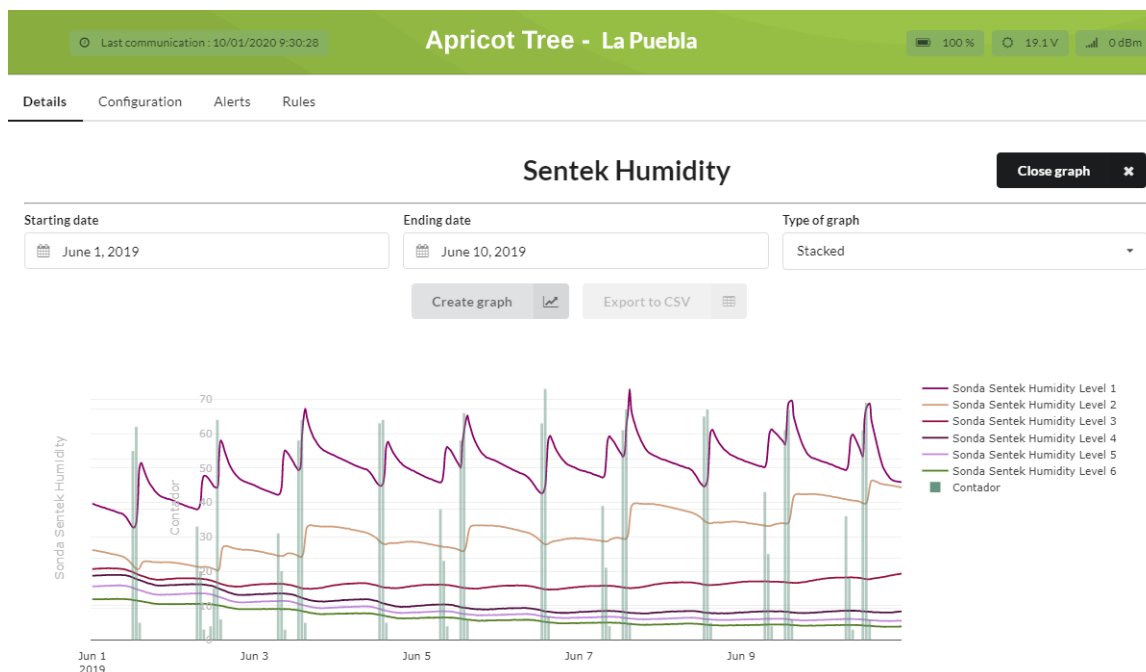 Last communication : 10/01/2020 9:30:28
Apricot Tree - La Puebla
100 %
19.1 V
0 dBm
Details
Configuration
Alerts
Rules
Sentek Humidity
Close graph
Starting date
Ending date
Type of graph
June 1, 2019
June 10, 2019
Stacked
Create graph
Export to CSV
Sonda Sentek Humidity
Contador
70
60
50
40
30
20
10
0
Jun 1
2019
Jun 3
Jun 5
Jun 7
Jun 9
Sonda Sentek Humidity Level 1
Sonda Sentek Humidity Level 2
Sonda Sentek Humidity Level 3
Sonda Sentek Humidity Level 4
Sonda Sentek Humidity Level 5
Sonda Sentek Humidity Level 6
Contador